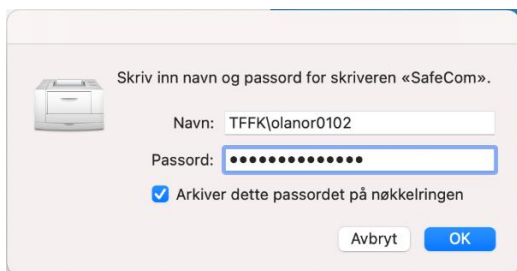 Skriv inn navn og passord for skriveren «SafeCom».
Navn: TFFK\olanor0102
Passord: ••••••••••••••
Arkiver dette passordet på nøkkelringen
Avbryt OK